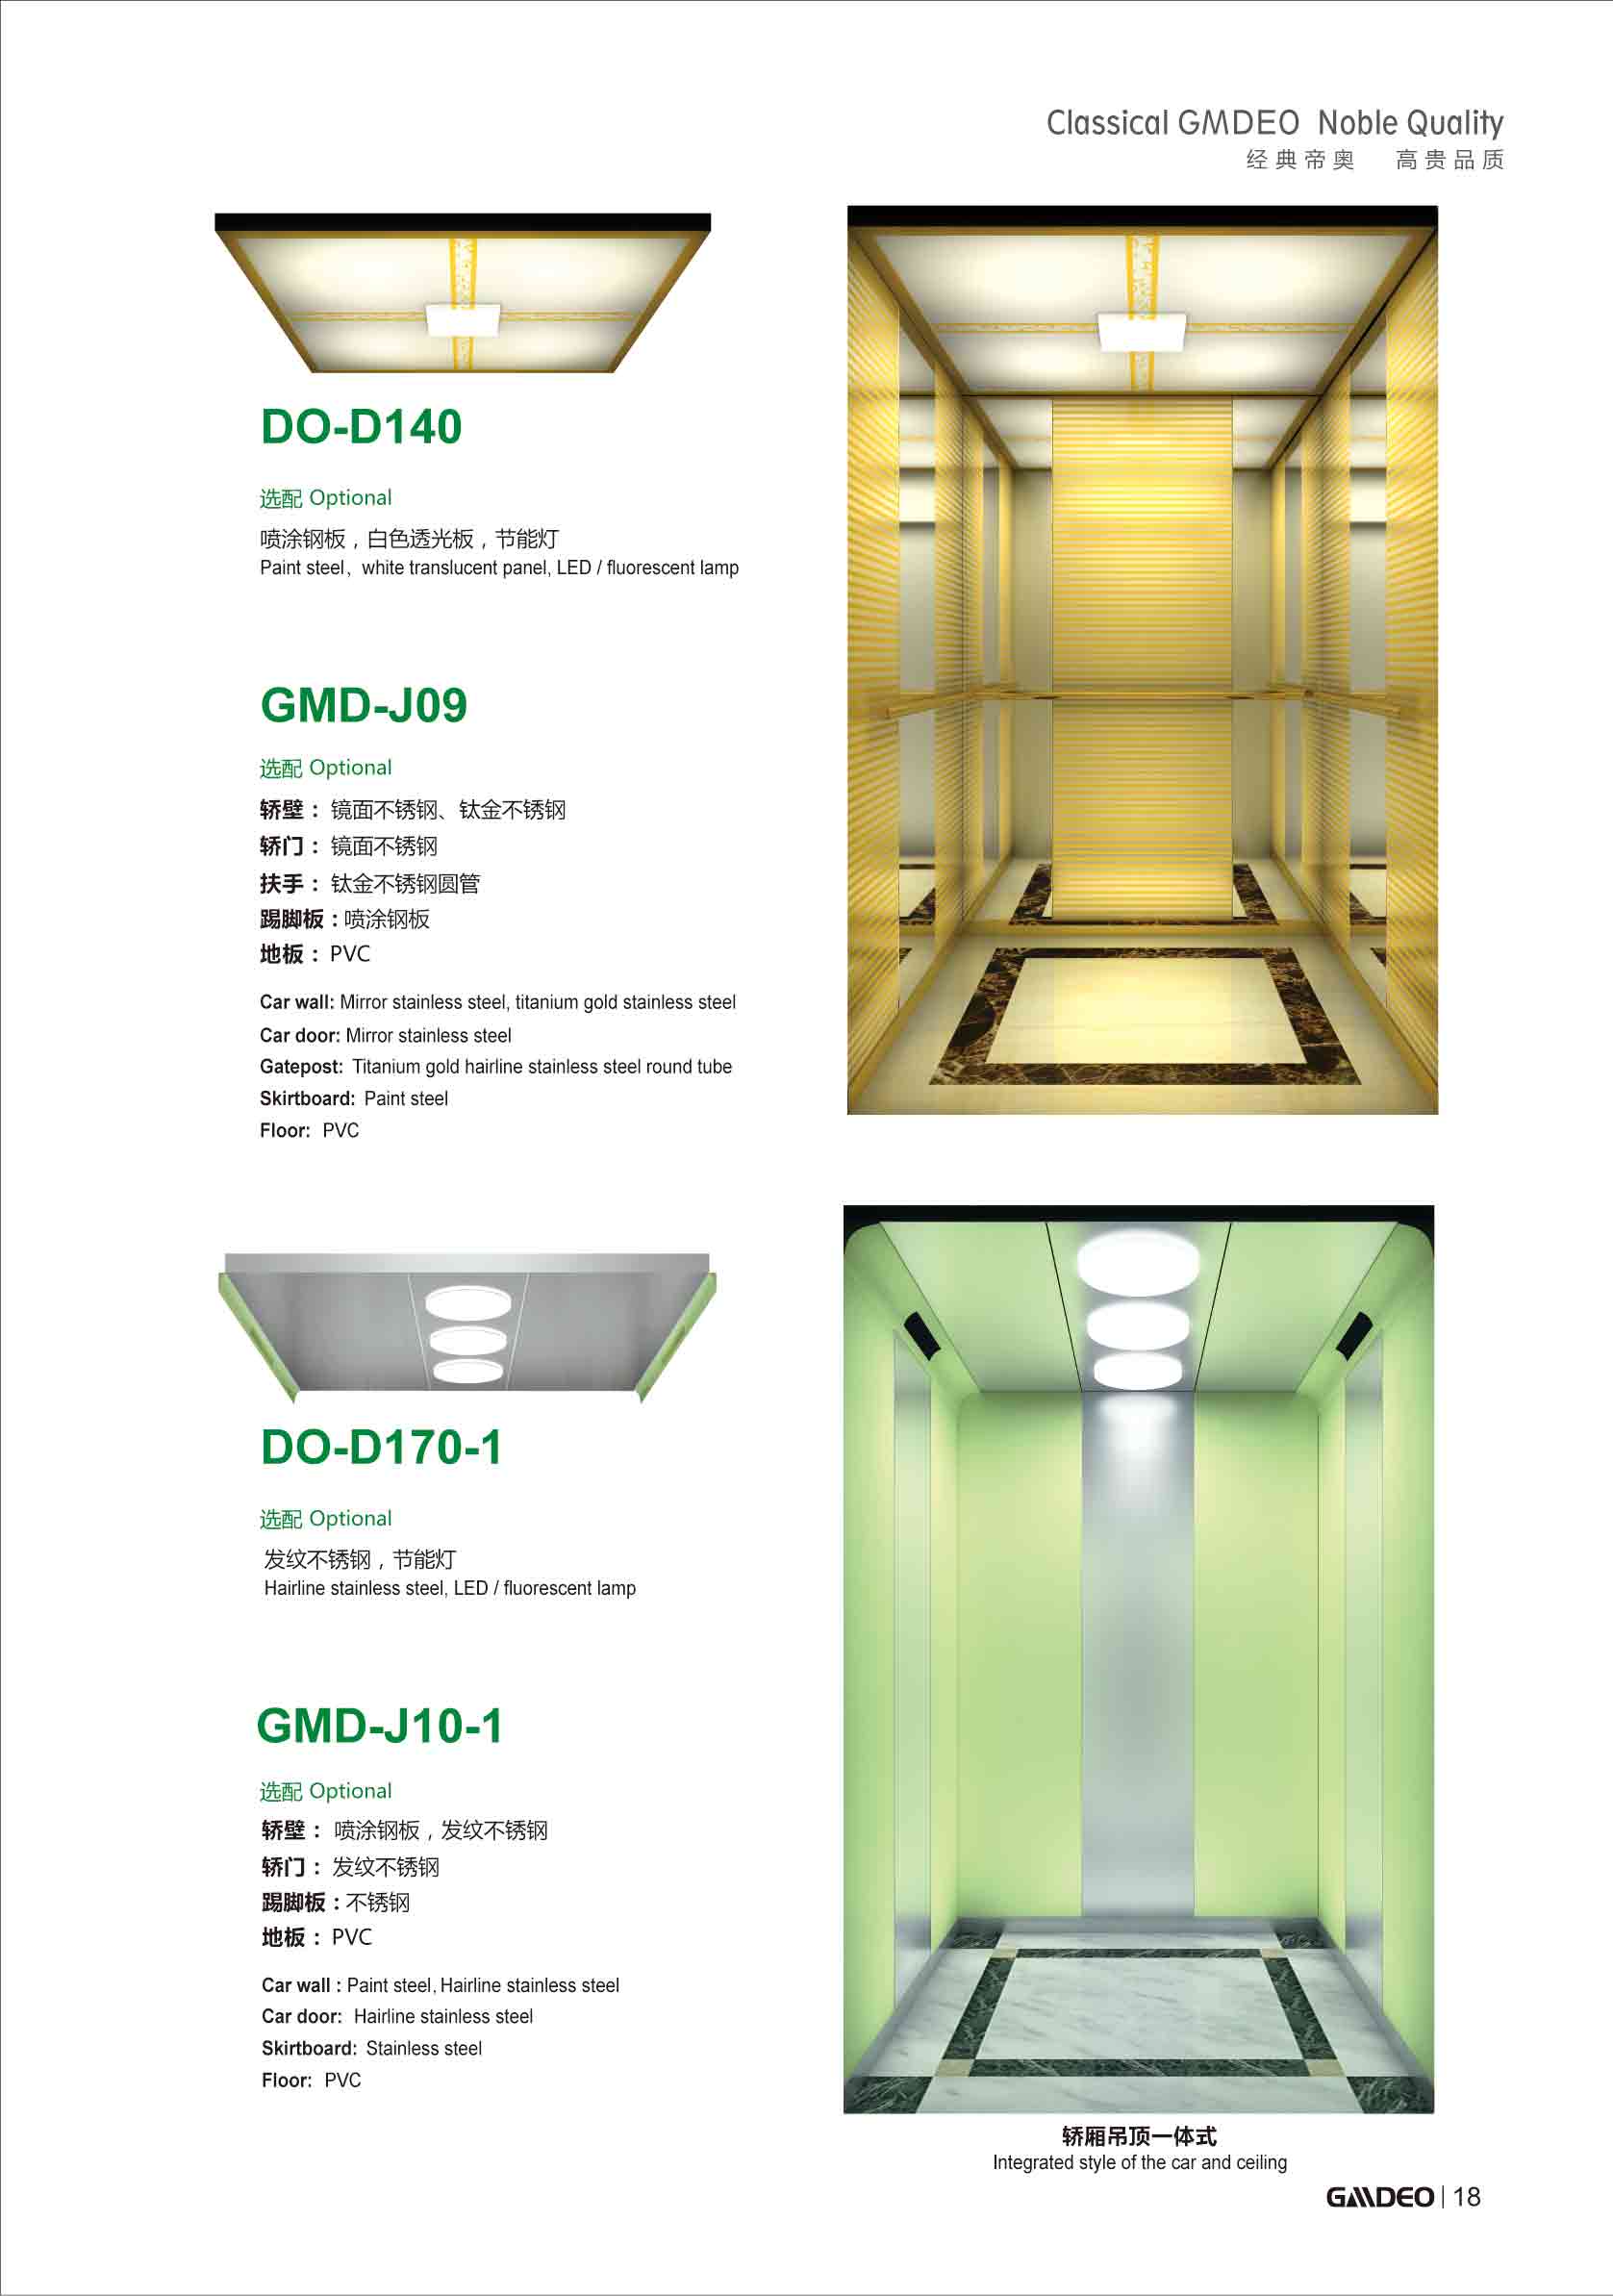 Classical GMDEO Noble Quality
经典帝奥 高贵品质
DO-D140
选配 Optional
喷涂钢板，白色透光板，节能灯
Paint steel, white translucent panel, LED / fluorescent lamp
GMD-J09
选配 Optional
轿壁： 镜面不锈钢、钛金不锈钢
轿门： 镜面不锈钢
扶手： 钛金不锈钢圆管
踢脚板：喷涂钢板
地板： PVC
Car wall: Mirror stainless steel, titanium gold stainless steel
Car door: Mirror stainless steel
Gatepost: Titanium gold hairline stainless steel round tube
Skirtboard: Paint steel
Floor: PVC
DO-D170-1
选配 Optional
发纹不锈钢，节能灯
Hairline stainless steel, LED / fluorescent lamp
GMD-J10-1
选配 Optional
轿壁： 喷涂钢板，发纹不锈钢
轿门： 发纹不锈钢
踢脚板：不锈钢
地板： PVC
Car wall : Paint steel, Hairline stainless steel
Car door: Hairline stainless steel
Skirtboard: Stainless steel
Floor: PVC
轿厢吊顶一体式
Integrated style of the car and ceiling
GMDEO | 18